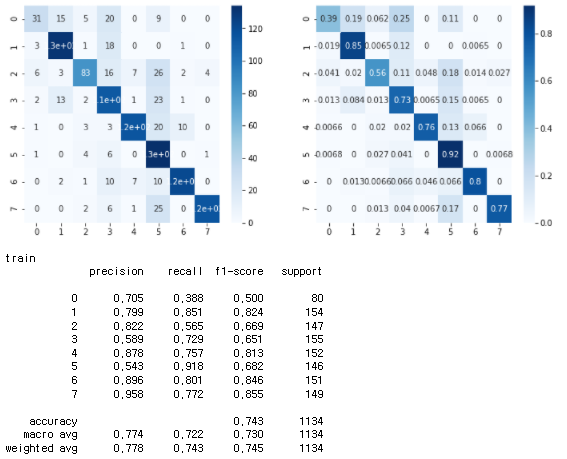 0 31 15 5 20 0 9 0 0
1 3 .3e+0 1 18 0 0 1 0
2 6 3 83 16 7 26 2 4
3 2 13 2 .1e+0 1 23 1 0
4 1 0 3 3 .2e+0 20 10 0
5 1 0 4 6 0 .3e+0 0 1
6 0 2 1 10 7 10 .2e+0 0
7 0 0 2 6 1 25 0 .2e+0
0 1 2 3 4 5 6 7
120
100
80
60
40
20
0
0 0.39 0.19 0.062 0.25 0 0.11 0 0
1 0.019 0.85 0.0065 0.12 0 0 0.0065 0
2 0.041 0.02 0.56 0.11 0.048 0.18 0.014 0.027
3 0.013 0.084 0.013 0.73 0.0065 0.15 0.0065 0
4 0.0066 0 0.02 0.02 0.76 0.13 0.066 0
5 0.0068 0 0.027 0.041 0 0.92 0 0.0068
6 0 0.013 0.0066 0.066 0.046 0.066 0.8 0
7 0 0 0.013 0.04 0.0067 0.17 0 0.77
0 1 2 3 4 5 6 7
0.8
0.6
0.4
0.2
0.0
train
precision recall f1-score support
0 0.705 0.388 0.500 80
1 0.799 0.851 0.824 154
2 0.822 0.565 0.669 147
3 0.589 0.729 0.651 155
4 0.878 0.757 0.813 152
5 0.543 0.918 0.682 146
6 0.896 0.801 0.846 151
7 0.958 0.772 0.855 149
accuracy 0.743 1134
macro avg 0.774 0.722 0.730 1134
weighted avg 0.778 0.743 0.745 1134